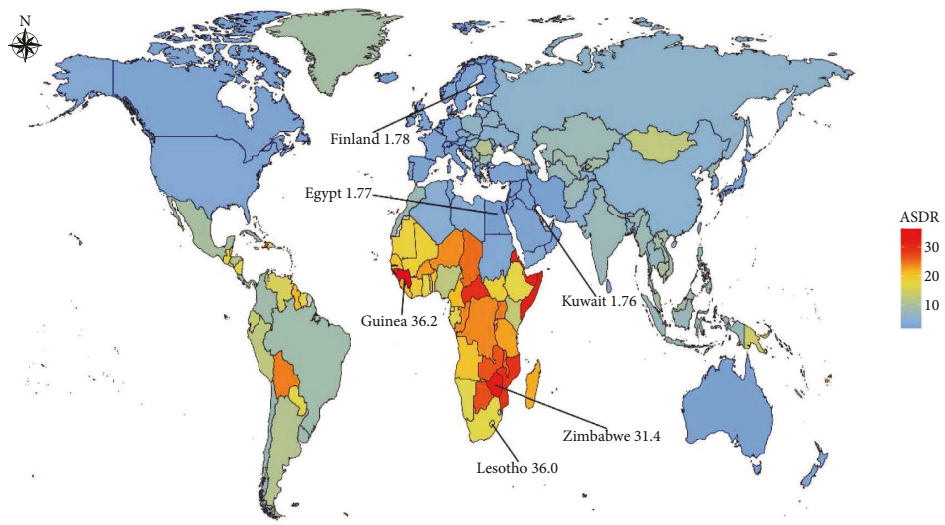 N
Finland 1.78
Egypt 1.77
Kuwait 1.76
Guinea 36.2
Zimbabwe 31.4
Lesotho 36.0
ASDR
30
20
10